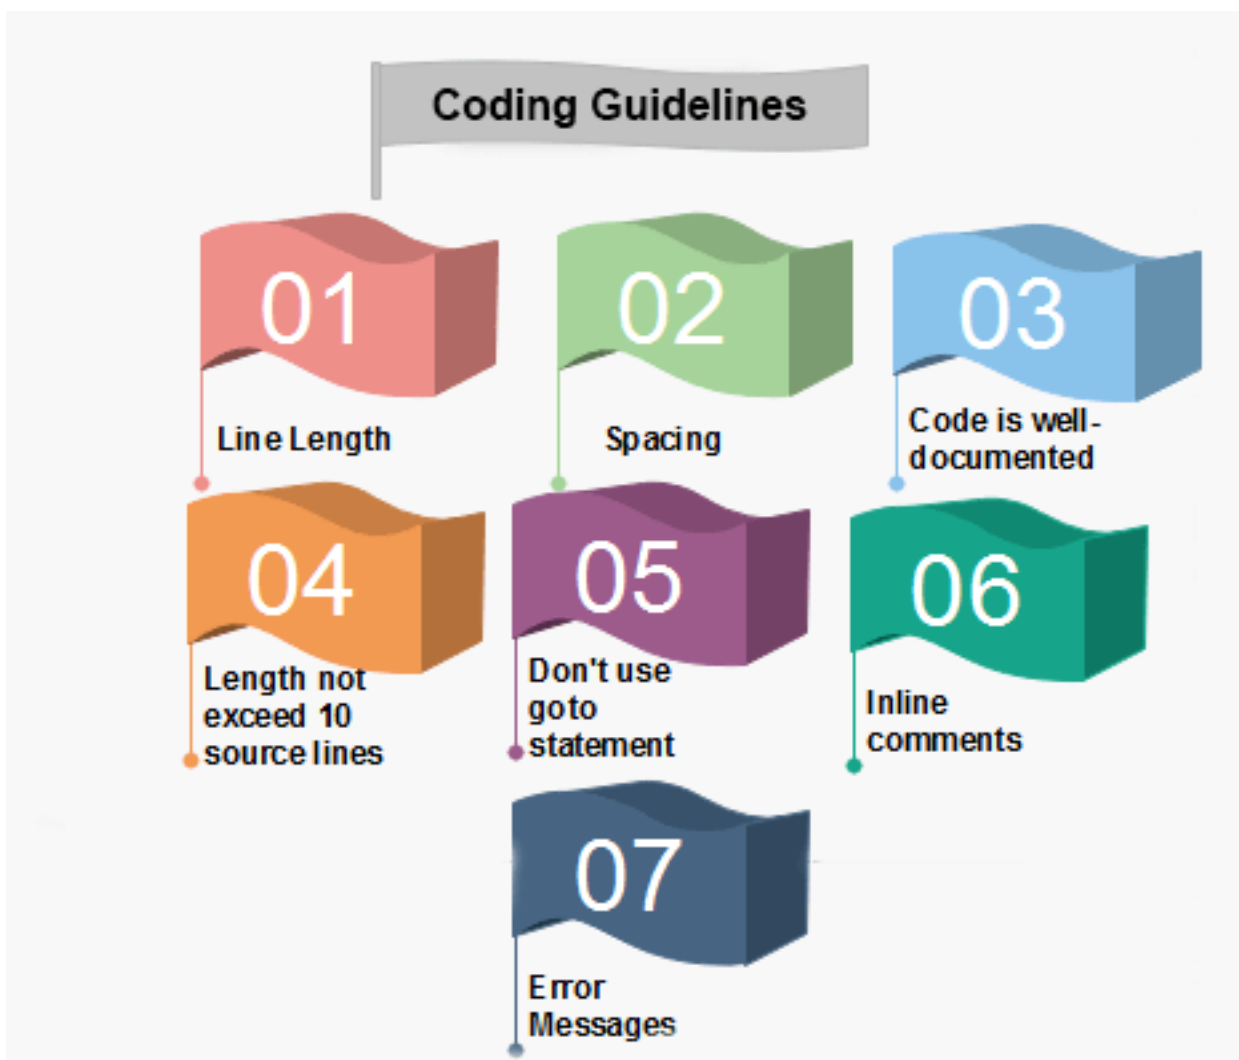 Coding Guidelines
01
Line Length
02
Spacing
03
Code is well-
documented
04
Length not
exceed 10
source lines
05
Don't use
goto
statement
06
Inline
comments
07
Error
Messages